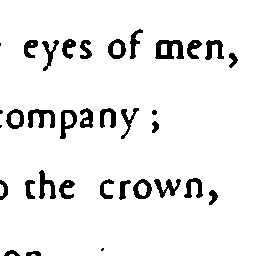 eyes of men,
company;
the crown,